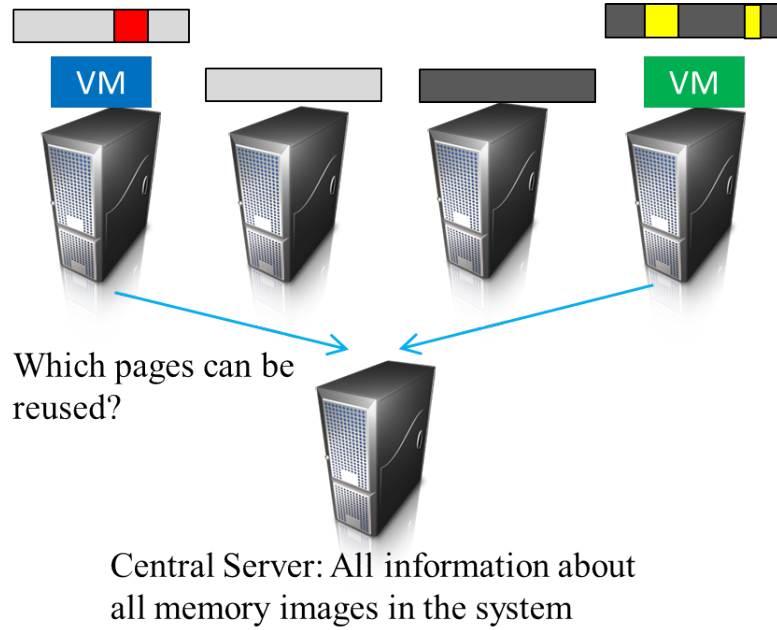 VM
VM
Which pages can be
reused?
Central Server: All information about
all memory images in the system